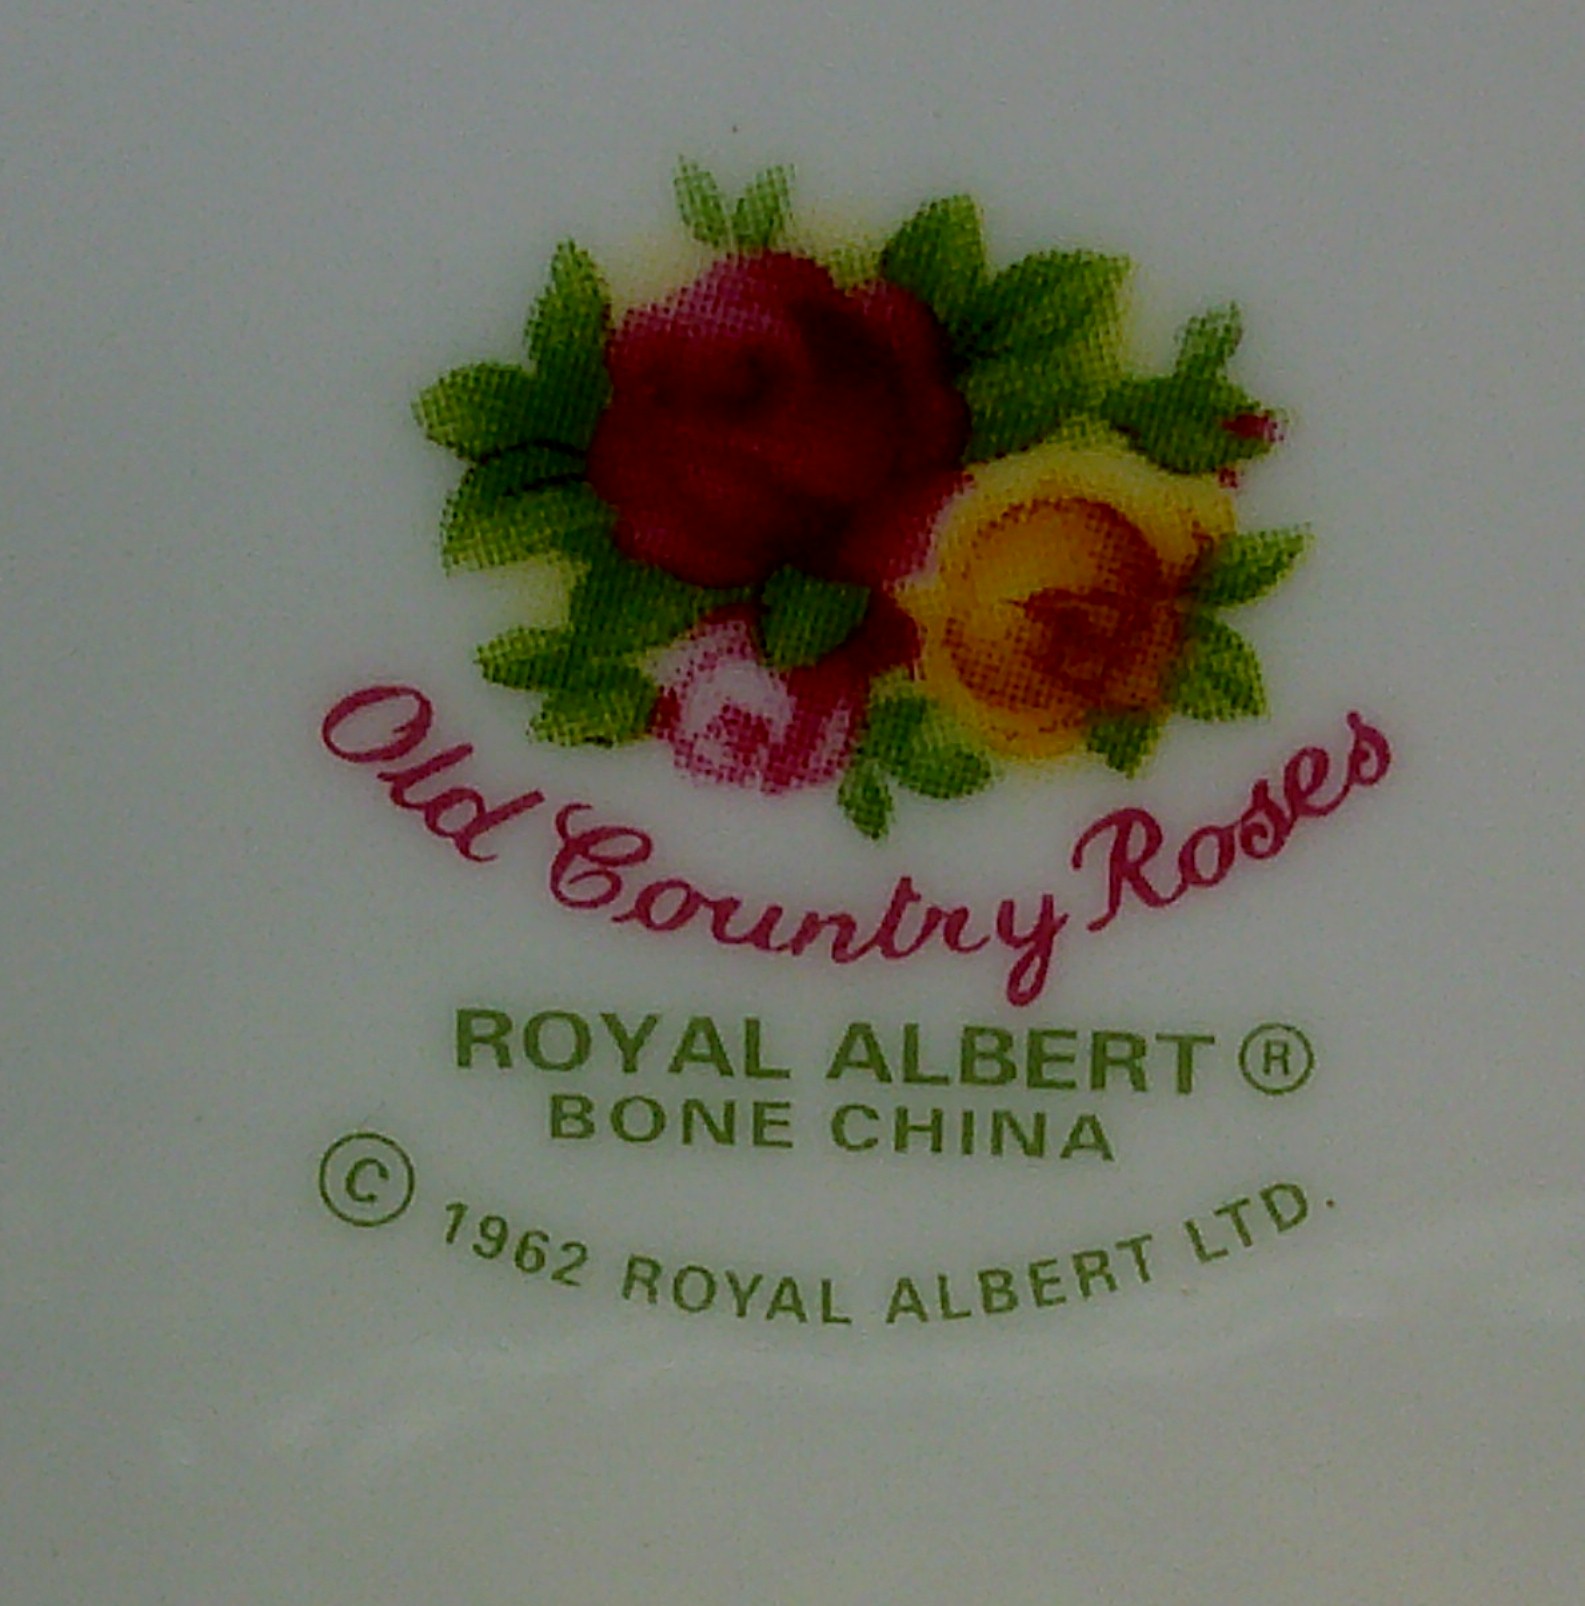 Old Country Roses
ROYAL ALBERT ®
BONE CHINA
© 1962 ROYAL ALBERT LTD.